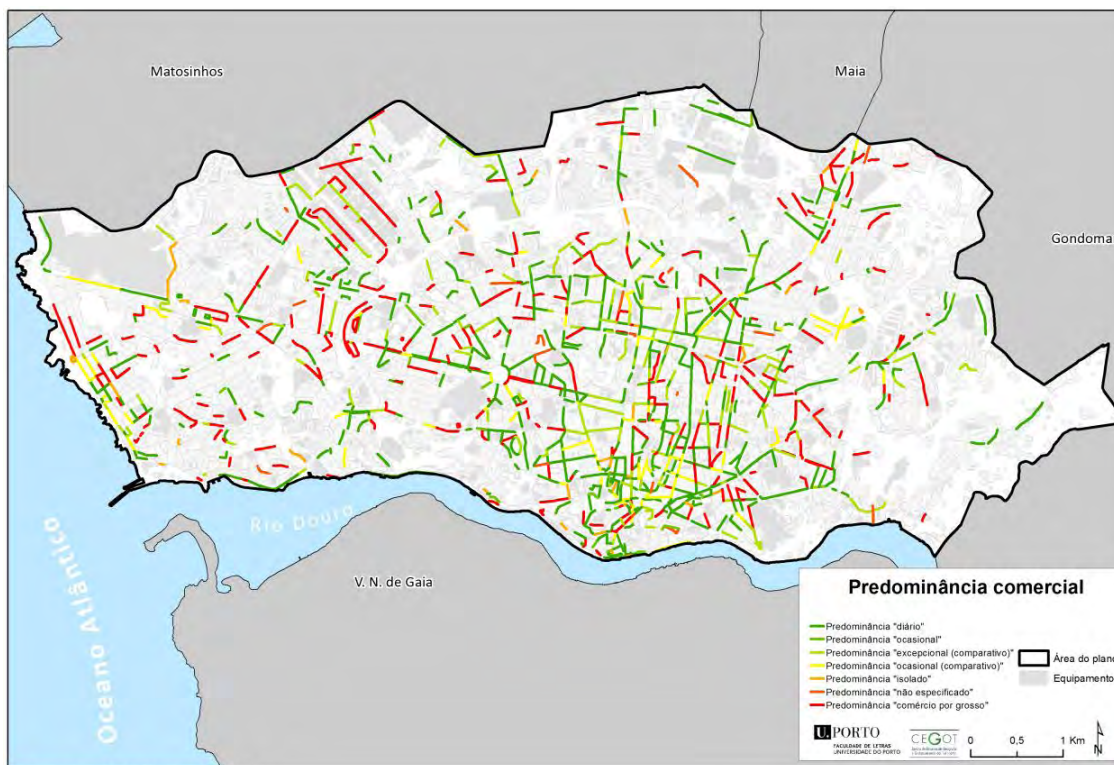 Matosinhos
Maia
Gondoma
Rio Douro
V. N. de Gaia
Oceano Atlântico
Predominância comercial
Predominância "diário"
Predominância "ocasional"
Predominância "excepcional (comparativo)"
Predominância "ocasional (comparativo)"
Predominância "isolado"
Predominância "não especificado"
Predominância "comércio por grosso"
Área do plano
Equipamento
U. PORTO
FACULDADE DE LETRAS
UNIVERSIDADE DO PORTO
CEGOT
0 0,5 1 Km
N